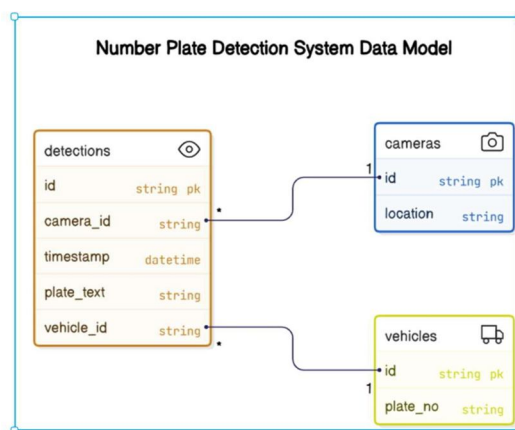 Number Plate Detection System Data Model
detections
id string pk
camera_id string
timestamp datetime
plate_text string
vehicle_id string
*
*
cameras
1
id string pk
location string
vehicles
id string pk
1
plate_no string